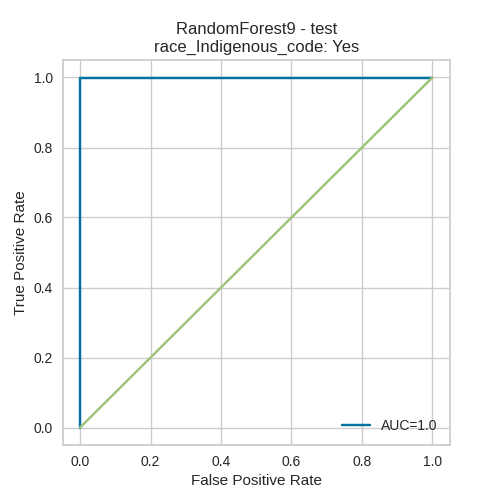 RandomForest9 - test
race_Indigenous_code: Yes
True Positive Rate
1.0
0.8
0.6
0.4
0.2
0.0
AUC=1.0
0.0 0.2 0.4 0.6 0.8 1.0
False Positive Rate